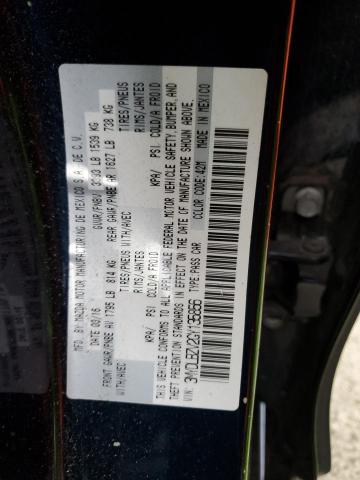 MFD. BY MAZDA MOTOR MANUFACTURING DE MEXICO S.A. DE C.V.
DATE 03/16 GVWR/PNBV 3393 LB 1539 KG
FRONT GAWR/PNBE AV 1795 LB 814 KG REAR GAWR/PNBE AR 1627 LB 738 KG
WITH/AVEC TIRES/PNEUS WITH/AVEC TIRES/PNEUS
RIMS/JANTES RIMS/JANTES
KPA/ PSI COLD/A FROID KPA/ PSI COLD/A FROID
THIS VEHICLE CONFORMS TO ALL APPLICABLE FEDERAL MOTOR VEHICLE SAFETY, BUMPER, AND
THEFT PREVENTION STANDARDS IN EFFECT ON THE DATE OF MANUFACTURE SHOWN ABOVE.
TYPE:PASS CAR COLOR CODE:42M MADE IN MEXICO
VIN: